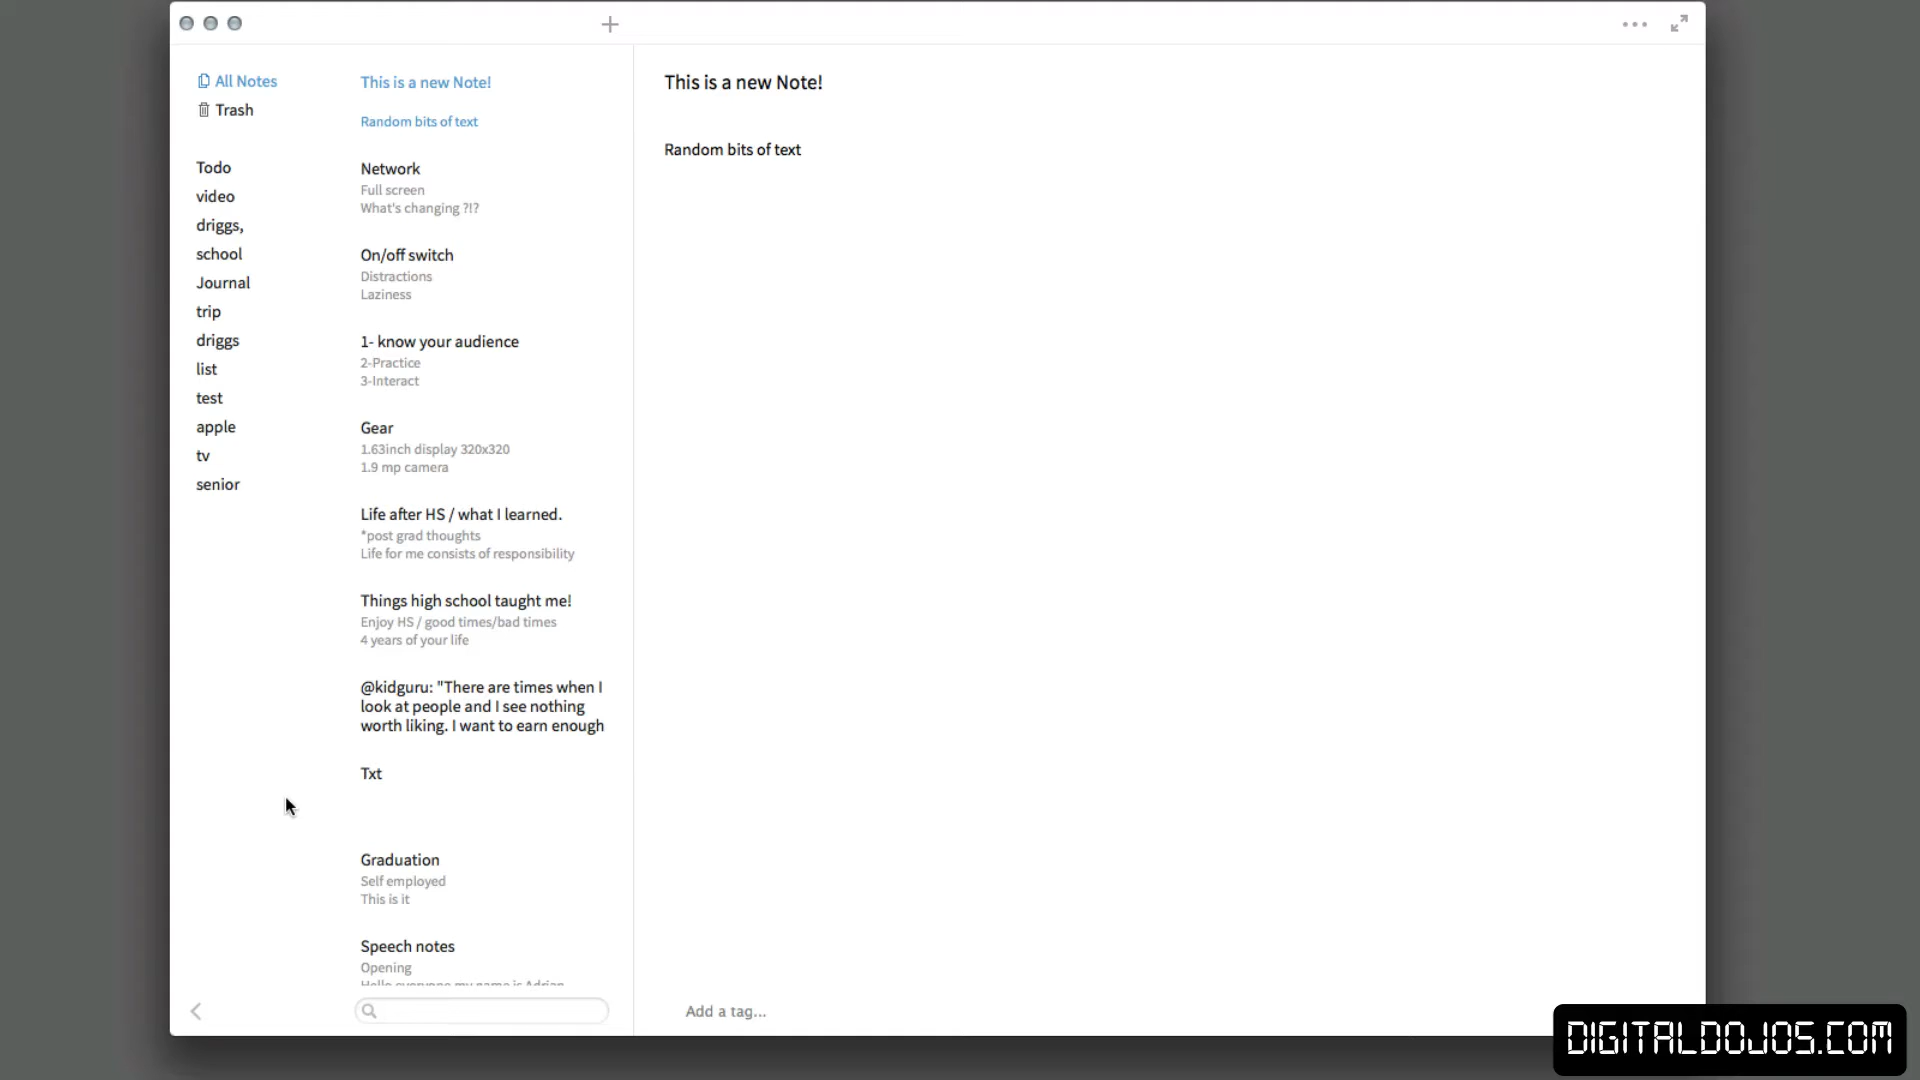 All Notes
Trash
Todo
video
driggs,
school
Journal
trip
driggs
list
test
apple
tv
senior
This is a new Note!
Random bits of text
Network
Full screen
What's changing ?!?
On/off switch
Distractions
Laziness
1- know your audience
2-Practice
3-Interact
Gear
1.63inch display 320x320
1.9 mp camera
Life after HS / what I learned.
*post grad thoughts
Life for me consists of responsibility
Things high school taught me!
Enjoy HS / good times/bad times
4 years of your life
@kidguru: "There are times when I
look at people and I see nothing
worth liking. I want to earn enough
Txt
Graduation
Self employed
This is it
Speech notes
Opening
Hello everyone my name is Adrian
This is a new Note!
Random bits of text
Add a tag...
DIGITALDOJOS.COM